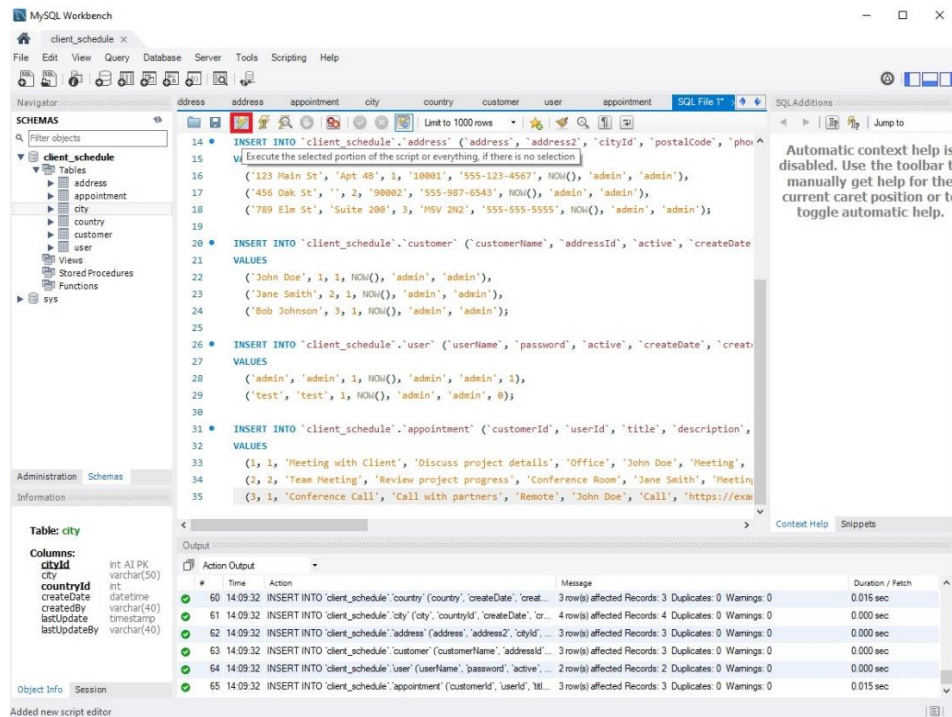 MySQL Workbench
client_schedule ×
File Edit View Query Database Server Tools Scripting Help
Navigator
SCHEMAS
Filter objects
client_schedule
Tables
address
appointment
city
country
customer
user
Views
Stored Procedures
Functions
sys
Administration Schemas
Information
Table: city
Columns:
cityId int AI PK
city varchar(50)
countryId int
createDate datetime
createdBy varchar(40)
lastUpdate timestamp
lastUpdateBy varchar(40)
Object Info Session
Added new script editor
ddress address appointment city country customer user appointment SQL File 1*
Limit to 1000 rows
14 INSERT INTO `client_schedule`.`address` (`address`, `address2`, `cityId`, `postalCode`, `phon
Execute the selected portion of the script or everything, if there is no selection
15 VA
16 ('123 Main St', 'Apt 4B', 1, '10001', '555-123-4567', NOW(), 'admin', 'admin'),
17 ('456 Oak St', '', 2, '90002', '555-987-6543', NOW(), 'admin', 'admin'),
18 ('789 Elm St', 'Suite 200', 3, 'M5V 2N2', '555-555-5555', NOW(), 'admin', 'admin');
19
20 INSERT INTO `client_schedule`.`customer` (`customerName`, `addressId`, `active`, `createDate`
21 VALUES
22 ('John Doe', 1, 1, NOW(), 'admin', 'admin'),
23 ('Jane Smith', 2, 1, NOW(), 'admin', 'admin'),
24 ('Bob Johnson', 3, 1, NOW(), 'admin', 'admin');
25
26 INSERT INTO `client_schedule`.`user` (`userName`, `password`, `active`, `createDate`, `create
27 VALUES
28 ('admin', 'admin', 1, NOW(), 'admin', 'admin', 1),
29 ('test', 'test', 1, NOW(), 'admin', 'admin', 0);
30
31 INSERT INTO `client_schedule`.`appointment` (`customerId`, `userId`, `title`, `description`,
32 VALUES
33 (1, 1, 'Meeting with Client', 'Discuss project details', 'Office', 'John Doe', 'Meeting',
34 (2, 2, 'Team Meeting', 'Review project progress', 'Conference Room', 'Jane Smith', 'Meeting
35 (3, 1, 'Conference Call', 'Call with partners', 'Remote', 'John Doe', 'Call', 'https://exam
SQLAdditions
Jump to
Automatic context help is
disabled. Use the toolbar t
manually get help for the
current caret position or to
toggle automatic help.
Context Help Snippets
Output
Action Output
# Time Action Message Duration / Fetch
60 14:09:32 INSERT INTO `client_schedule`.`country` (`country`, `createDate`, `creat... 3 row(s) affected Records: 3 Duplicates: 0 Warnings: 0 0.016 sec
61 14:09:32 INSERT INTO `client_schedule`.`city` (`city`, `countryId`, `createDate`, `cr... 4 row(s) affected Records: 4 Duplicates: 0 Warnings: 0 0.000 sec
62 14:09:32 INSERT INTO `client_schedule`.`address` (`address`, `address2`, `cityId`, ... 3 row(s) affected Records: 3 Duplicates: 0 Warnings: 0 0.000 sec
63 14:09:32 INSERT INTO `client_schedule`.`customer` (`customerName`, `addressId`... 3 row(s) affected Records: 3 Duplicates: 0 Warnings: 0 0.000 sec
64 14:09:32 INSERT INTO `client_schedule`.`user` (`userName`, `password`, `active`, ... 2 row(s) affected Records: 2 Duplicates: 0 Warnings: 0 0.000 sec
65 14:09:32 INSERT INTO `client_schedule`.`appointment` (`customerId`, `userId`, `titl... 3 row(s) affected Records: 3 Duplicates: 0 Warnings: 0 0.015 sec